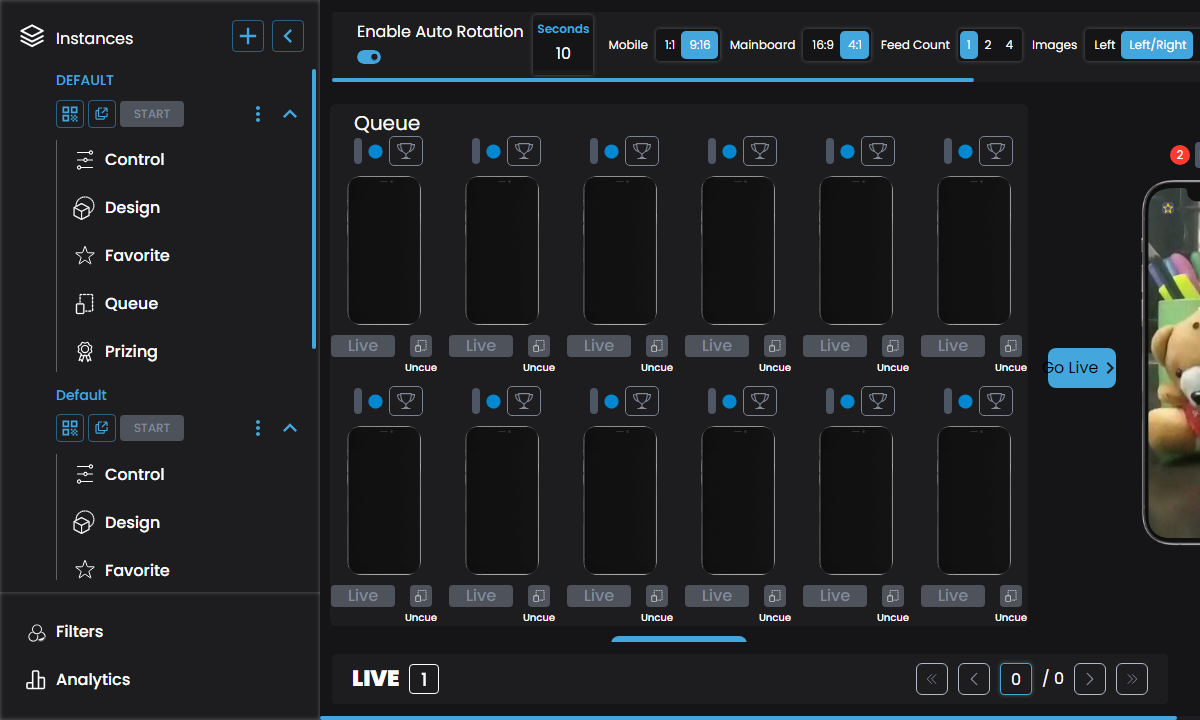 Instances
DEFAULT
START
Control
Design
Favorite
Queue
Prizing
Default
START
Control
Design
Favorite
Filters
Analytics
Enable Auto Rotation
Seconds
10
Mobile 1:1 9:16 Mainboard 16:9 4:1 Feed Count 1 2 4 Images Left Left/Right
Queue
Live Live Live Live Live Live
Uncue Uncue Uncue Uncue Uncue Uncue
Live Live Live Live Live Live
Uncue Uncue Uncue Uncue Uncue Uncue
2
Go Live
LIVE 1
0 / 0